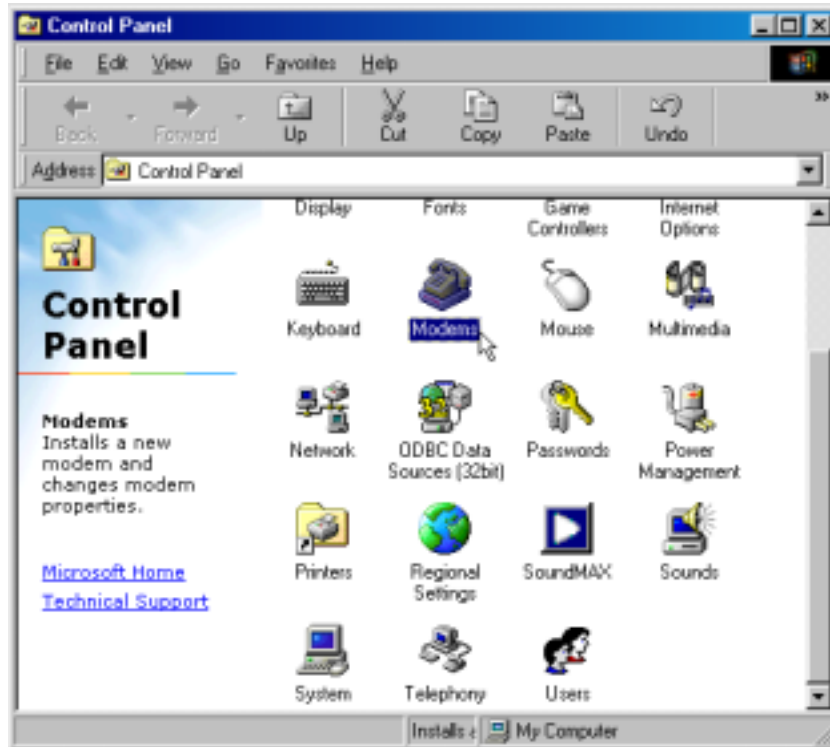 Control Panel
File Edit View Go Favorites Help
Back Forward Up Cut Copy Paste Undo »
Address Control Panel
Control
Panel
Modems
Installs a new
modem and
changes modem
properties.
Microsoft Home
Technical Support
Display Fonts Game Internet
Controllers Options
Keyboard Modems Mouse Multimedia
32
Network ODBC Data Passwords Power
Sources (32bit) Management
Printers Regional SoundMAX Sounds
Settings
System Telephony Users
Installs My Computer